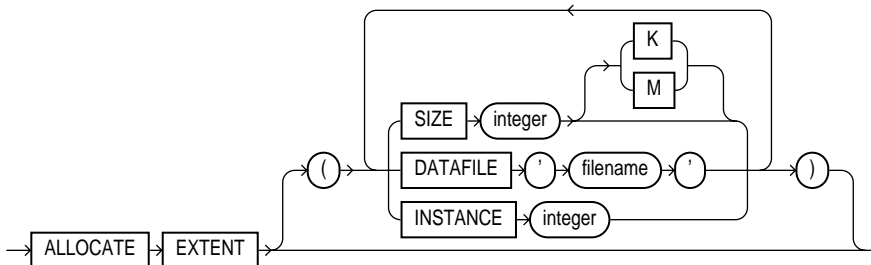 K
M
SIZE integer
( DATAFILE ' filename ' )
INSTANCE integer
ALLOCATE EXTENT